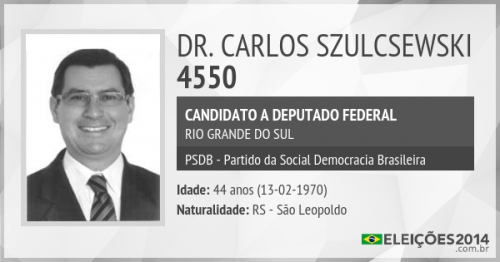 DR. CARLOS SZULCSEWSKI
4550
CANDIDATO A DEPUTADO FEDERAL
RIO GRANDE DO SUL
PSDB - Partido da Social Democracia Brasileira
Idade: 44 anos (13-02-1970)
Naturalidade: RS - São Leopoldo
ELEIÇÕES2014
.com.br